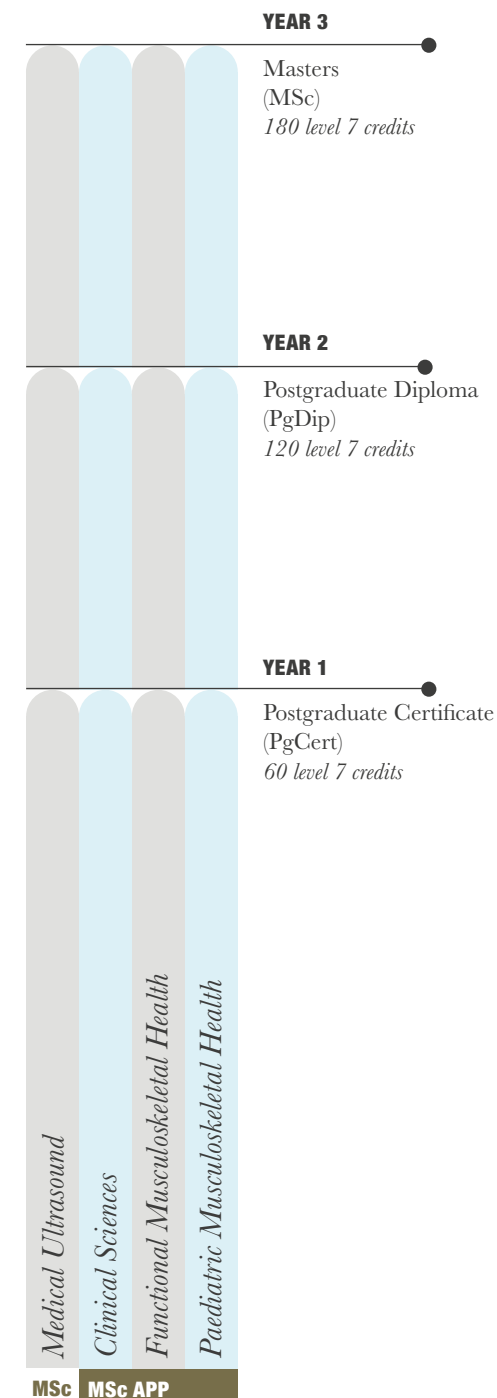 YEAR 3
Masters
(MSc)
180 level 7 credits
YEAR 2
Postgraduate Diploma
(PgDip)
120 level 7 credits
YEAR 1
Postgraduate Certificate
(PgCert)
60 level 7 credits
Medical Ultrasound
Clinical Sciences
Functional Musculoskeletal Health
Paediatric Musculoskeletal Health
MSc MSc APP